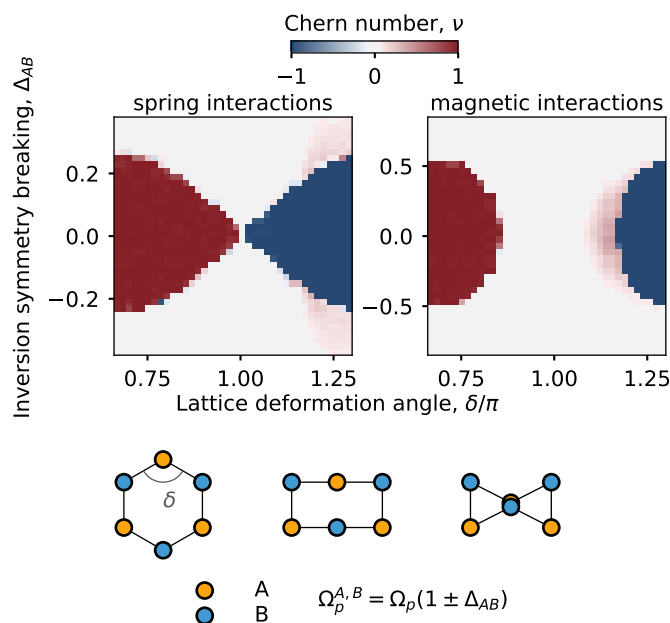 Chern number, ν
−1 0 1
spring interactions magnetic interactions
Inversion symmetry breaking, Δ_AB
0.2 0.5
0.0 0.0
−0.2 −0.5
0.75 1.00 1.25 0.75 1.00 1.25
Lattice deformation angle, δ/π
δ
A
B
Ω_p^{A,B} = Ω_p(1 ± Δ_AB)